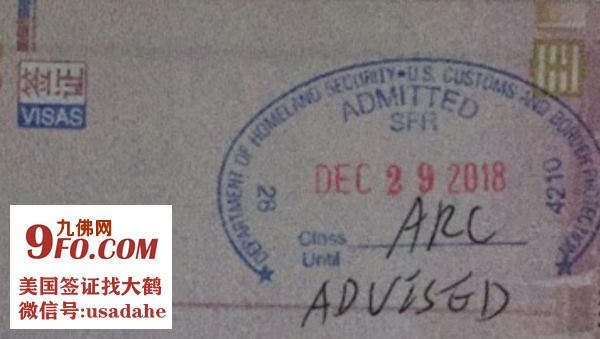 签证
VISAS
DEPARTMENT OF HOMELAND SECURITY • U.S. CUSTOMS AND BORDER PROTECTION
ADMITTED
SFR
DEC 29 2018
26
4210
Class ARC
Until
ADVISED
九佛网
9FO.COM
美国签证找大鹤
微信号:usadahe